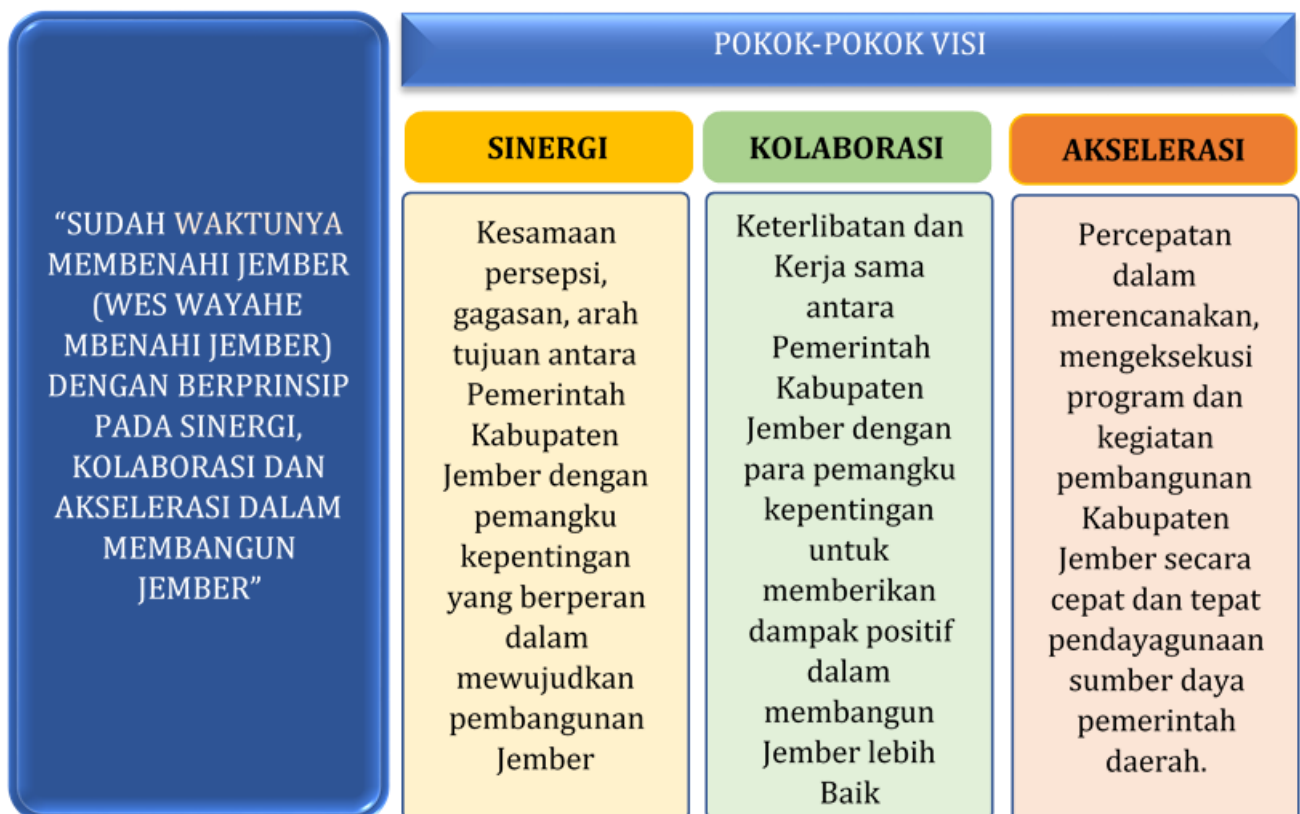 “SUDAH WAKTUNYA
MEMBENAHI JEMBER
(WES WAYAHE
MBENAHI JEMBER)
DENGAN BERPRINSIP
PADA SINERGI,
KOLABORASI DAN
AKSELERASI DALAM
MEMBANGUN
JEMBER”
POKOK-POKOK VISI
SINERGI
Kesamaan
persepsi,
gagasan, arah
tujuan antara
Pemerintah
Kabupaten
Jember dengan
pemangku
kepentingan
yang berperan
dalam
mewujudkan
pembangunan
Jember
KOLABORASI
Keterlibatan dan
Kerja sama
antara
Pemerintah
Kabupaten
Jember dengan
para pemangku
kepentingan
untuk
memberikan
dampak positif
dalam
membangun
Jember lebih
Baik
AKSELERASI
Percepatan
dalam
merencanakan,
mengeksekusi
program dan
kegiatan
pembangunan
Kabupaten
Jember secara
cepat dan tepat
pendayagunaan
sumber daya
pemerintah
daerah.